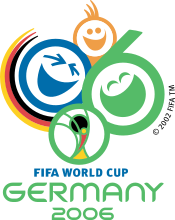 © 2002 FIFA TM
FIFA WORLD CUP
GERMANY
2006